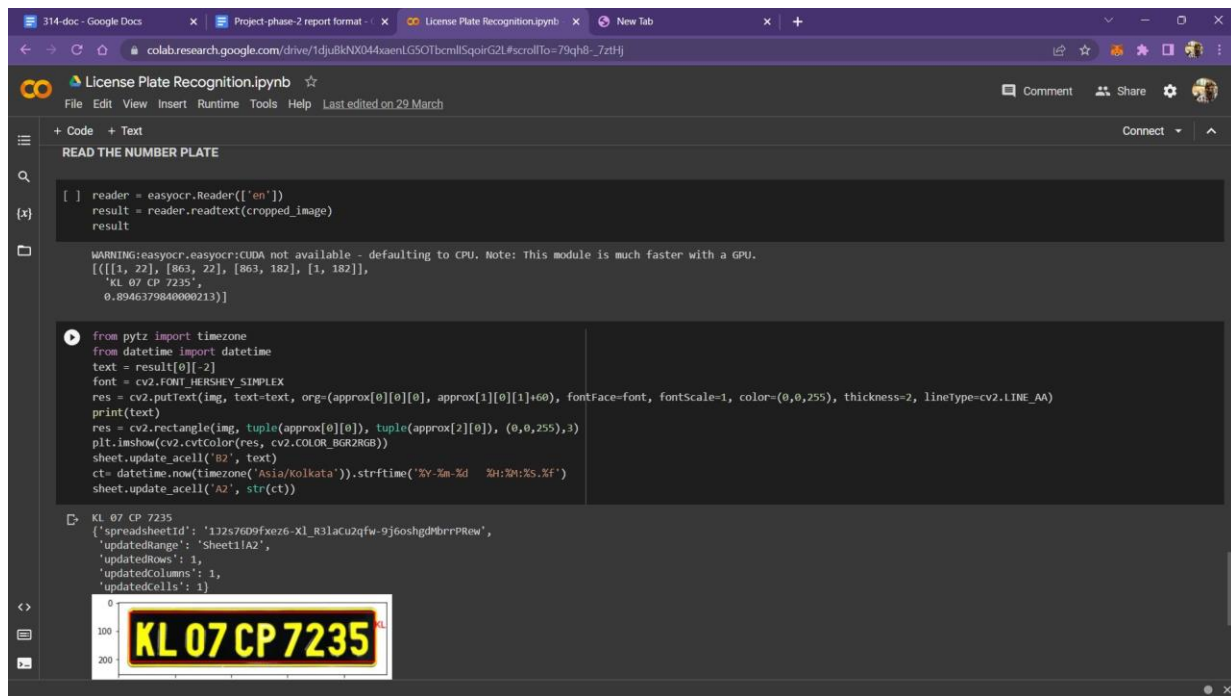 314-doc - Google Docs
Project-phase-2 report format -
License Plate Recognition.ipynb
New Tab
colab.research.google.com/drive/1dju8kNX044xaenLG5OTbcmlISqoirG2L#scrollTo=79qh8-_7ztHj
License Plate Recognition.ipynb
File Edit View Insert Runtime Tools Help Last edited on 29 March
Comment
Share
+ Code + Text
Connect
READ THE NUMBER PLATE
[ ] reader = easyocr.Reader(['en'])
result = reader.readtext(cropped_image)
result
WARNING:easyocr.easyocr:CUDA not available - defaulting to CPU. Note: This module is much faster with a GPU.
[([[1, 22], [863, 22], [863, 182], [1, 182]],
'KL 07 CP 7235',
0.8946379840000213)]
from pytz import timezone
from datetime import datetime
text = result[0][-2]
font = cv2.FONT_HERSHEY_SIMPLEX
res = cv2.putText(img, text=text, org=(approx[0][0][0], approx[1][0][1]+60), fontFace=font, fontScale=1, color=(0,0,255), thickness=2, lineType=cv2.LINE_AA)
print(text)
res = cv2.rectangle(img, tuple(approx[0][0]), tuple(approx[2][0]), (0,0,255),3)
plt.imshow(cv2.cvtColor(res, cv2.COLOR_BGR2RGB))
sheet.update_acell('B2', text)
ct= datetime.now(timezone('Asia/Kolkata')).strftime('%Y-%m-%d   %H:%M:%S.%f')
sheet.update_acell('A2', str(ct))
KL 07 CP 7235
{'spreadsheetId': '1J2s76D9fxez6-Xl_R3laCu2qfw-9j6oshgdMbrrPRew',
'updatedRange': 'Sheet1!A2',
'updatedRows': 1,
'updatedColumns': 1,
'updatedCells': 1}
0
100
200
KL 07 CP 7235
KL